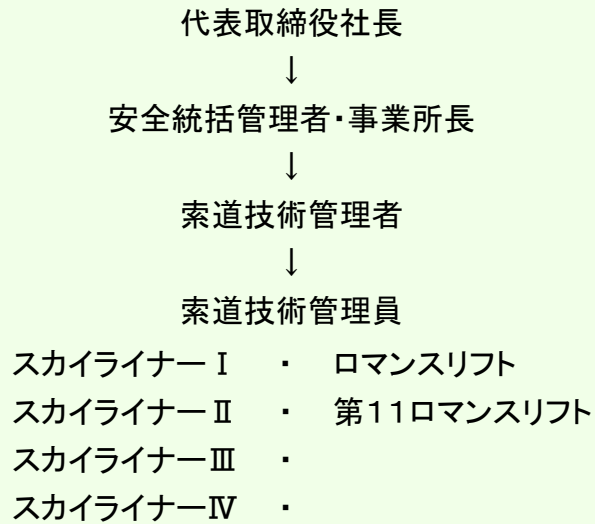 代表取締役社長
↓
安全統括管理者・事業所長
↓
索道技術管理者
↓
索道技術管理員
スカイライナーⅠ ・ ロマンスリフト
スカイライナーⅡ ・ 第11ロマンスリフト
スカイライナーⅢ ・
スカイライナーⅣ ・